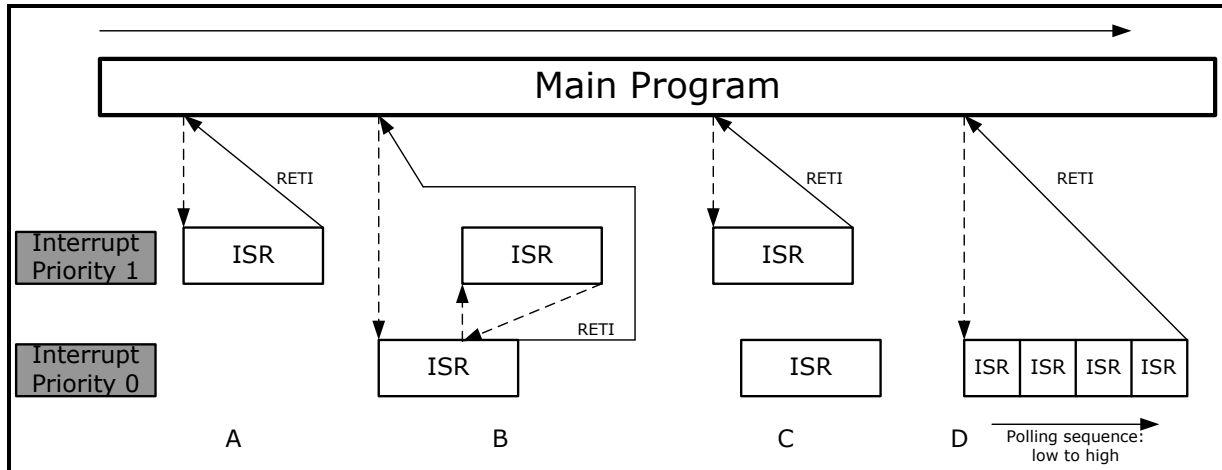 Main Program
RETI
RETI
RETI
Interrupt
Priority 1
ISR
ISR
ISR
RETI
Interrupt
Priority 0
ISR
ISR
ISR
ISR
ISR
ISR
A
B
C
D
Polling sequence:
low to high